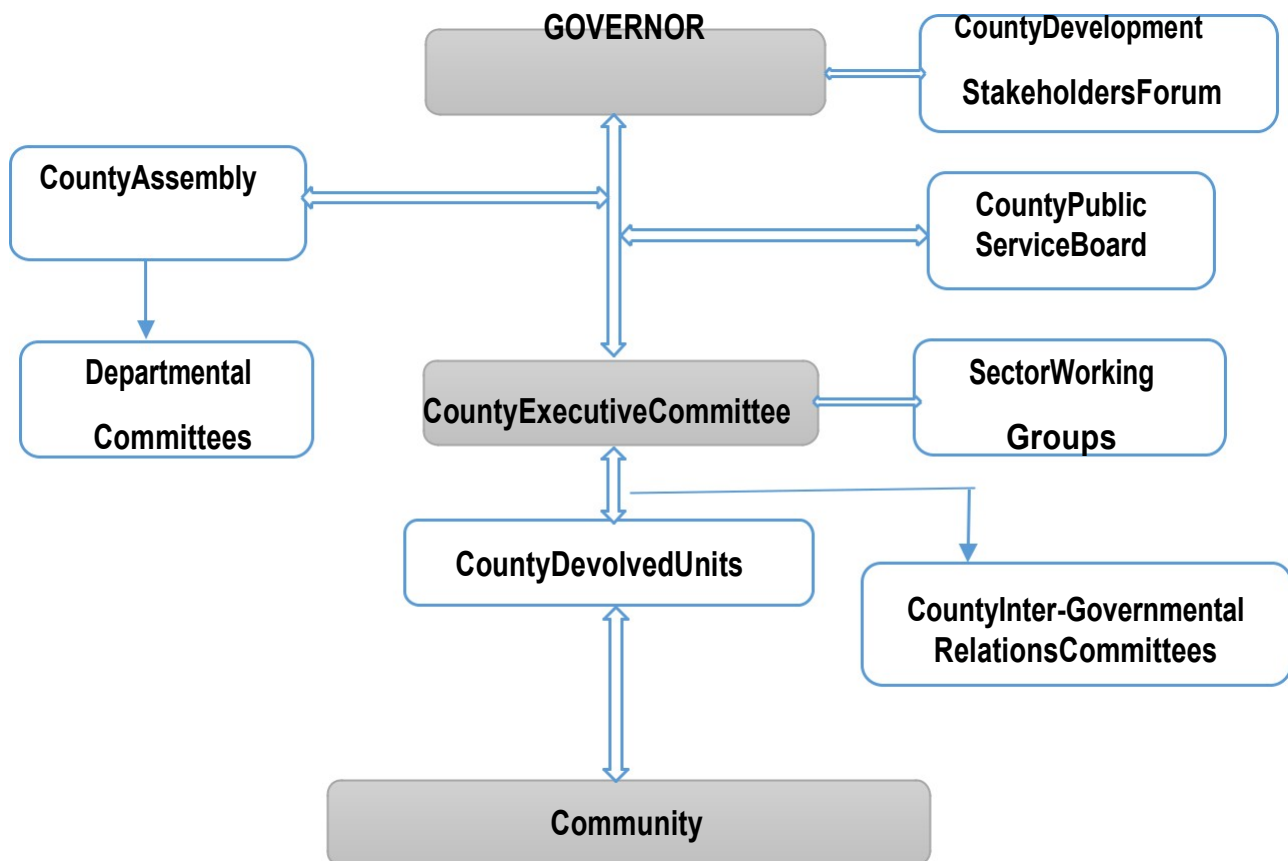 GOVERNOR
CountyDevelopment
StakeholdersForum
CountyAssembly
CountyPublic
ServiceBoard
Departmental
Committees
CountyExecutiveCommittee
SectorWorking
Groups
CountyDevolvedUnits
CountyInter-Governmental
RelationsCommittees
Community